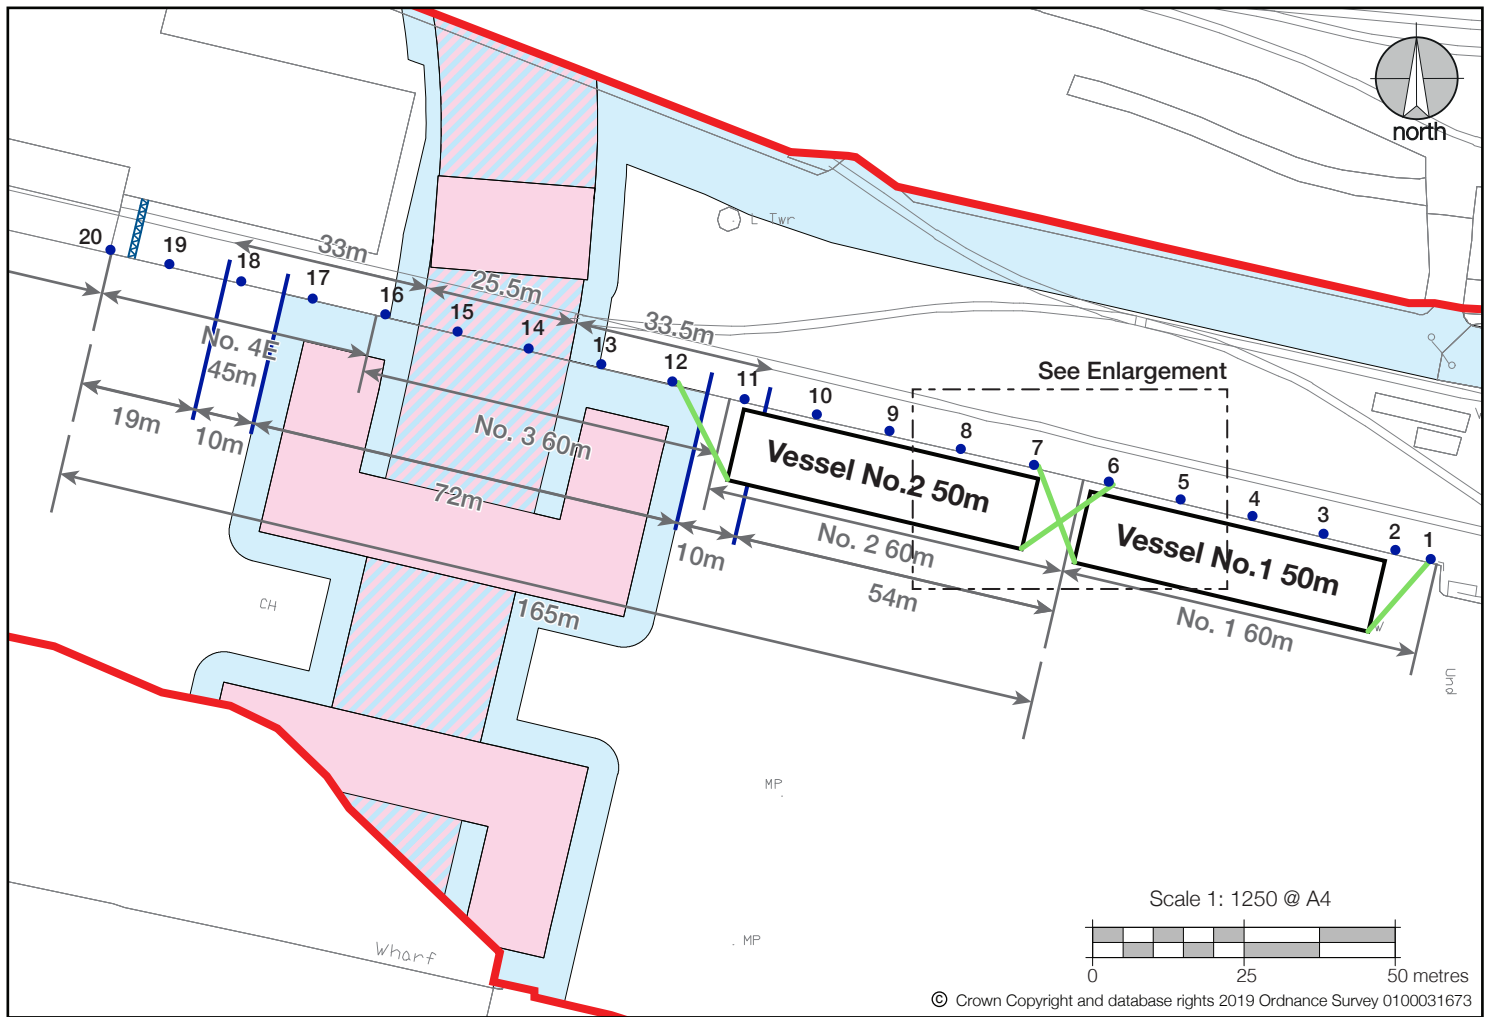 north
L Twr
20
19
18
17
16
15
14
13
12
11
10
9
8
7
6
5
4
3
2
1
33m
25.5m
33.5m
See Enlargement
No. 4E
45m
19m
10m
No. 3 60m
72m
Vessel No.2 50m
Vessel No.1 50m
No. 2 60m
10m
54m
No. 1 60m
165m
CH
W
Und
MP
MP
Wharf
Scale 1: 1250 @ A4
0 25 50 metres
© Crown Copyright and database rights 2019 Ordnance Survey 0100031673